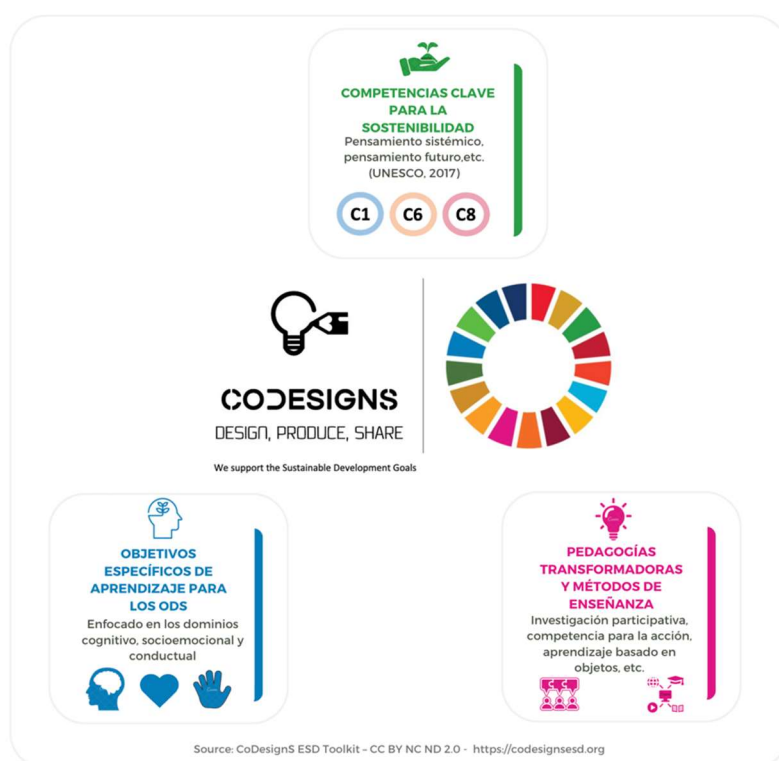 COMPETENCIAS CLAVE
PARA LA
SOSTENIBILIDAD
Pensamiento sistémico,
pensamiento futuro,etc.
(UNESCO, 2017)
C1 C6 C8
CODESIGNS
DESIGN, PRODUCE, SHARE
We support the Sustainable Development Goals
OBJETIVOS
ESPECÍFICOS DE
APRENDIZAJE PARA
LOS ODS
Enfocado en los dominios
cognitivo, socioemocional y
conductual
PEDAGOGÍAS
TRANSFORMADORAS
Y MÉTODOS DE
ENSEÑANZA
Investigación participativa,
competencia para la acción,
aprendizaje basado en
objetos, etc.
Source: CoDesignS ESD Toolkit – CC BY NC ND 2.0 - https://codesignsesd.org